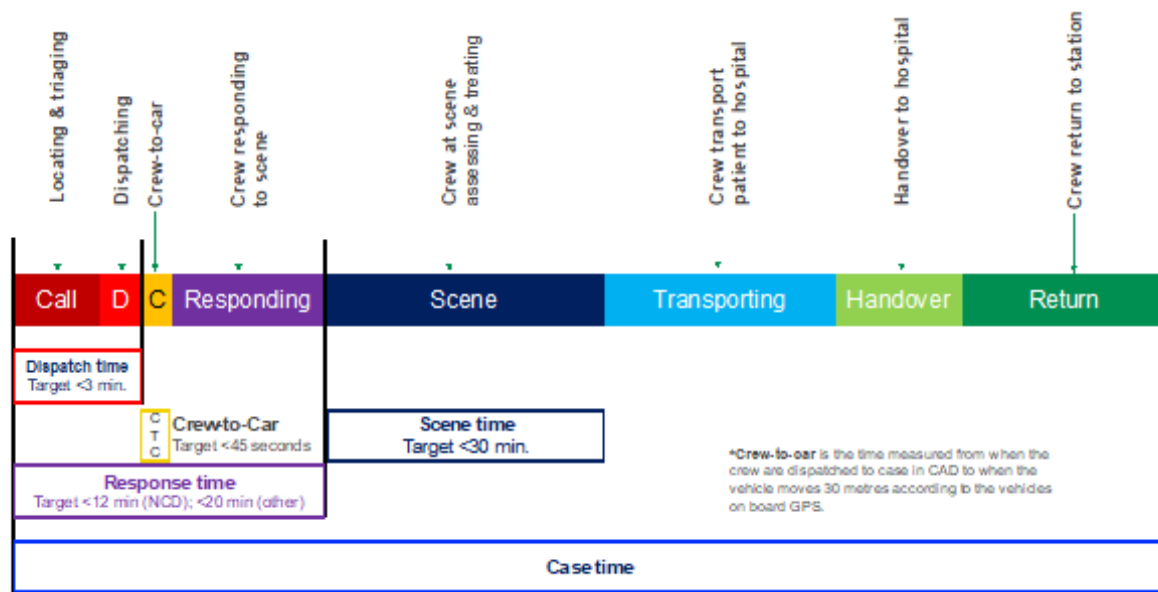 Locating & triaging
Dispatching
Crew-to-car
Crew responding
to scene
Crew at scene
assessing & treating
Crew transport
patient to hospital
Handover to hospital
Crew return to station
Call
D
C
Responding
Scene
Transporting
Handover
Return
Dispatch time
Target <3 min.
C
T
C
Crew-to-Car
Target <45 seconds
Scene time
Target <30 min.
Response time
Target <12 min (NCD); <20 min (other)
*Crew-to-car is the time measured from when the
crew are dispatched to case in CAD to when the
vehicle moves 30 metres according to the vehicles
on board GPS.
Case time